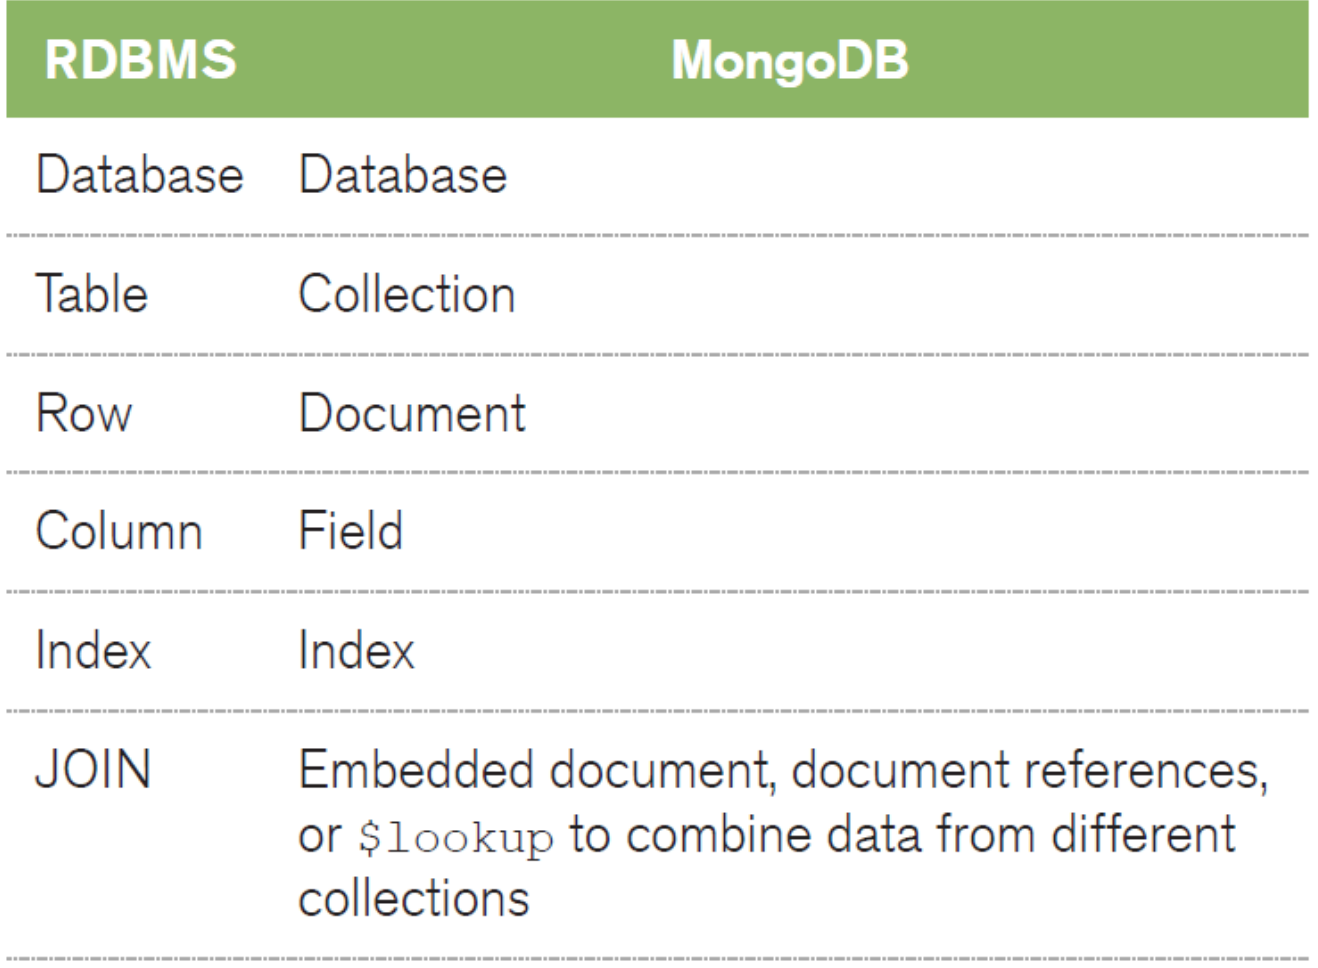 RDBMS MongoDB
Database Database
Table Collection
Row Document
Column Field
Index Index
JOIN Embedded document, document references,
or $lookup to combine data from different
collections